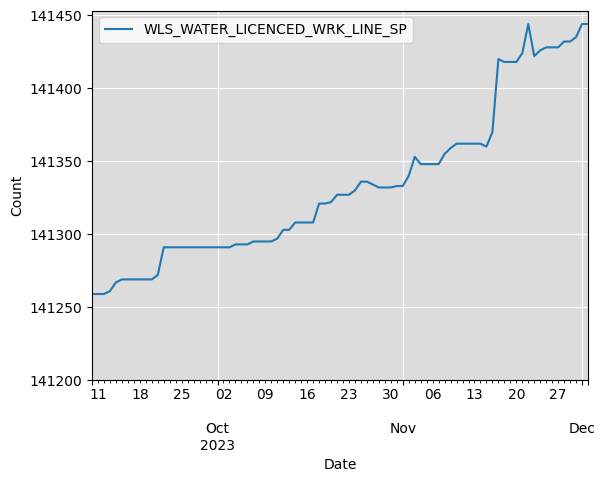 WLS_WATER_LICENCED_WRK_LINE_SP
141450
141400
141350
141300
141250
141200
Count
11 18 25 02 09 16 23 30 06 13 20 27
Oct Nov Dec
2023
Date